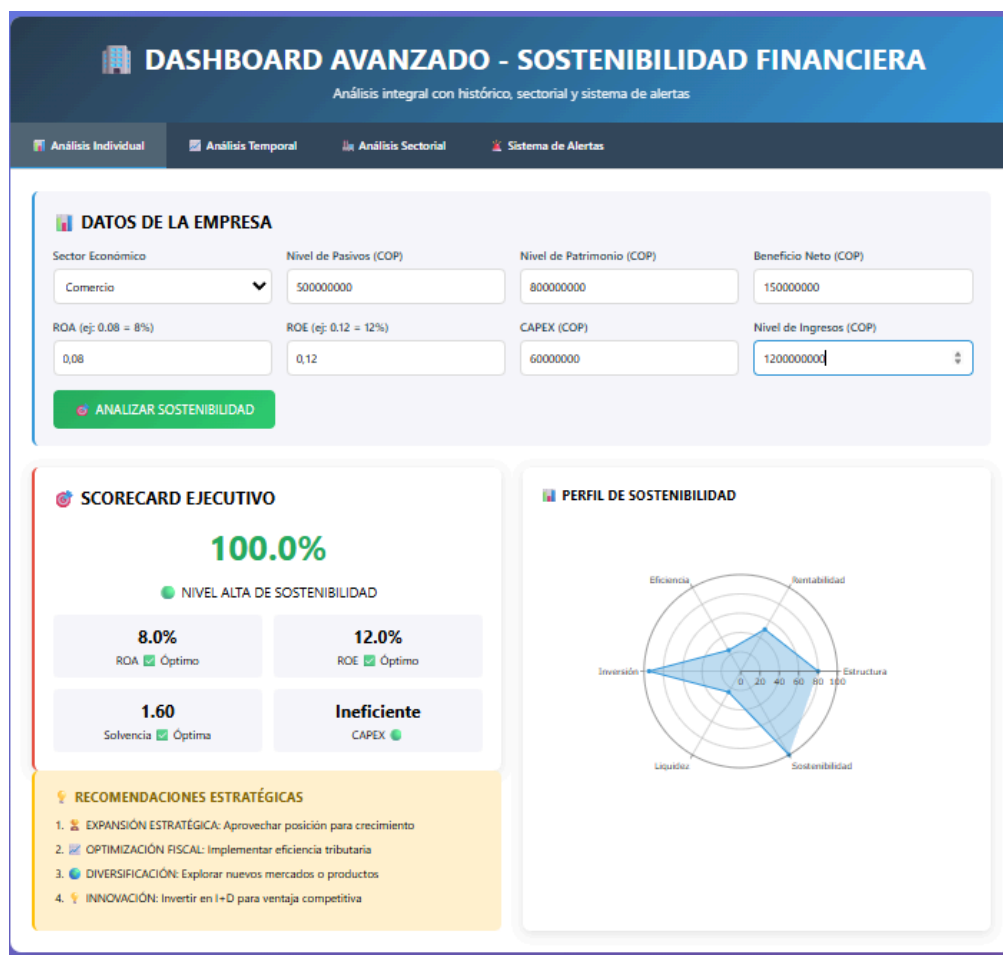 DASHBOARD AVANZADO - SOSTENIBILIDAD FINANCIERA
Análisis integral con histórico, sectorial y sistema de alertas
Análisis Individual
Análisis Temporal
Análisis Sectorial
Sistema de Alertas
DATOS DE LA EMPRESA
Sector Económico
Nivel de Pasivos (COP)
Nivel de Patrimonio (COP)
Beneficio Neto (COP)
Comercio
500000000
800000000
150000000
ROA (ej: 0.08 = 8%)
ROE (ej: 0.12 = 12%)
CAPEX (COP)
Nivel de Ingresos (COP)
0,08
0,12
60000000
1200000000
ANALIZAR SOSTENIBILIDAD
SCORECARD EJECUTIVO
100.0%
NIVEL ALTA DE SOSTENIBILIDAD
8.0%
ROA ✅ Óptimo
12.0%
ROE ✅ Óptimo
1.60
Solvencia ✅ Óptima
Ineficiente
CAPEX
RECOMENDACIONES ESTRATÉGICAS
1. EXPANSIÓN ESTRATÉGICA: Aprovechar posición para crecimiento
2. OPTIMIZACIÓN FISCAL: Implementar eficiencia tributaria
3. DIVERSIFICACIÓN: Explorar nuevos mercados o productos
4. INNOVACIÓN: Invertir en I+D para ventaja competitiva
PERFIL DE SOSTENIBILIDAD
Eficiencia
Rentabilidad
Inversión
Estructura
0 20 40 60 80 100
Liquidez
Sostenibilidad